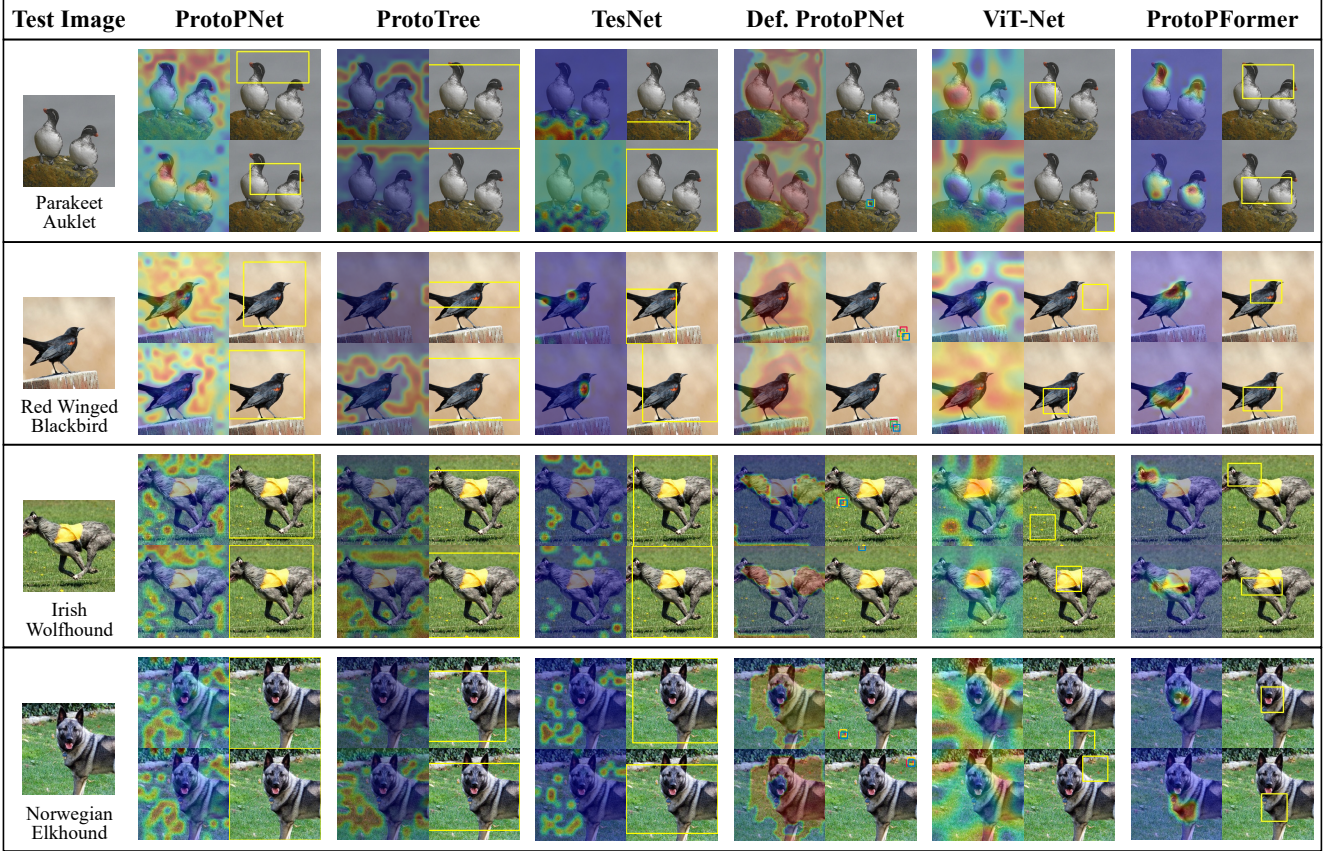 Test Image ProtoPNet ProtoTree TesNet Def. ProtoPNet ViT-Net ProtoPFormer
Parakeet
Auklet
Red Winged
Blackbird
Irish
Wolfhound
Norwegian
Elkhound